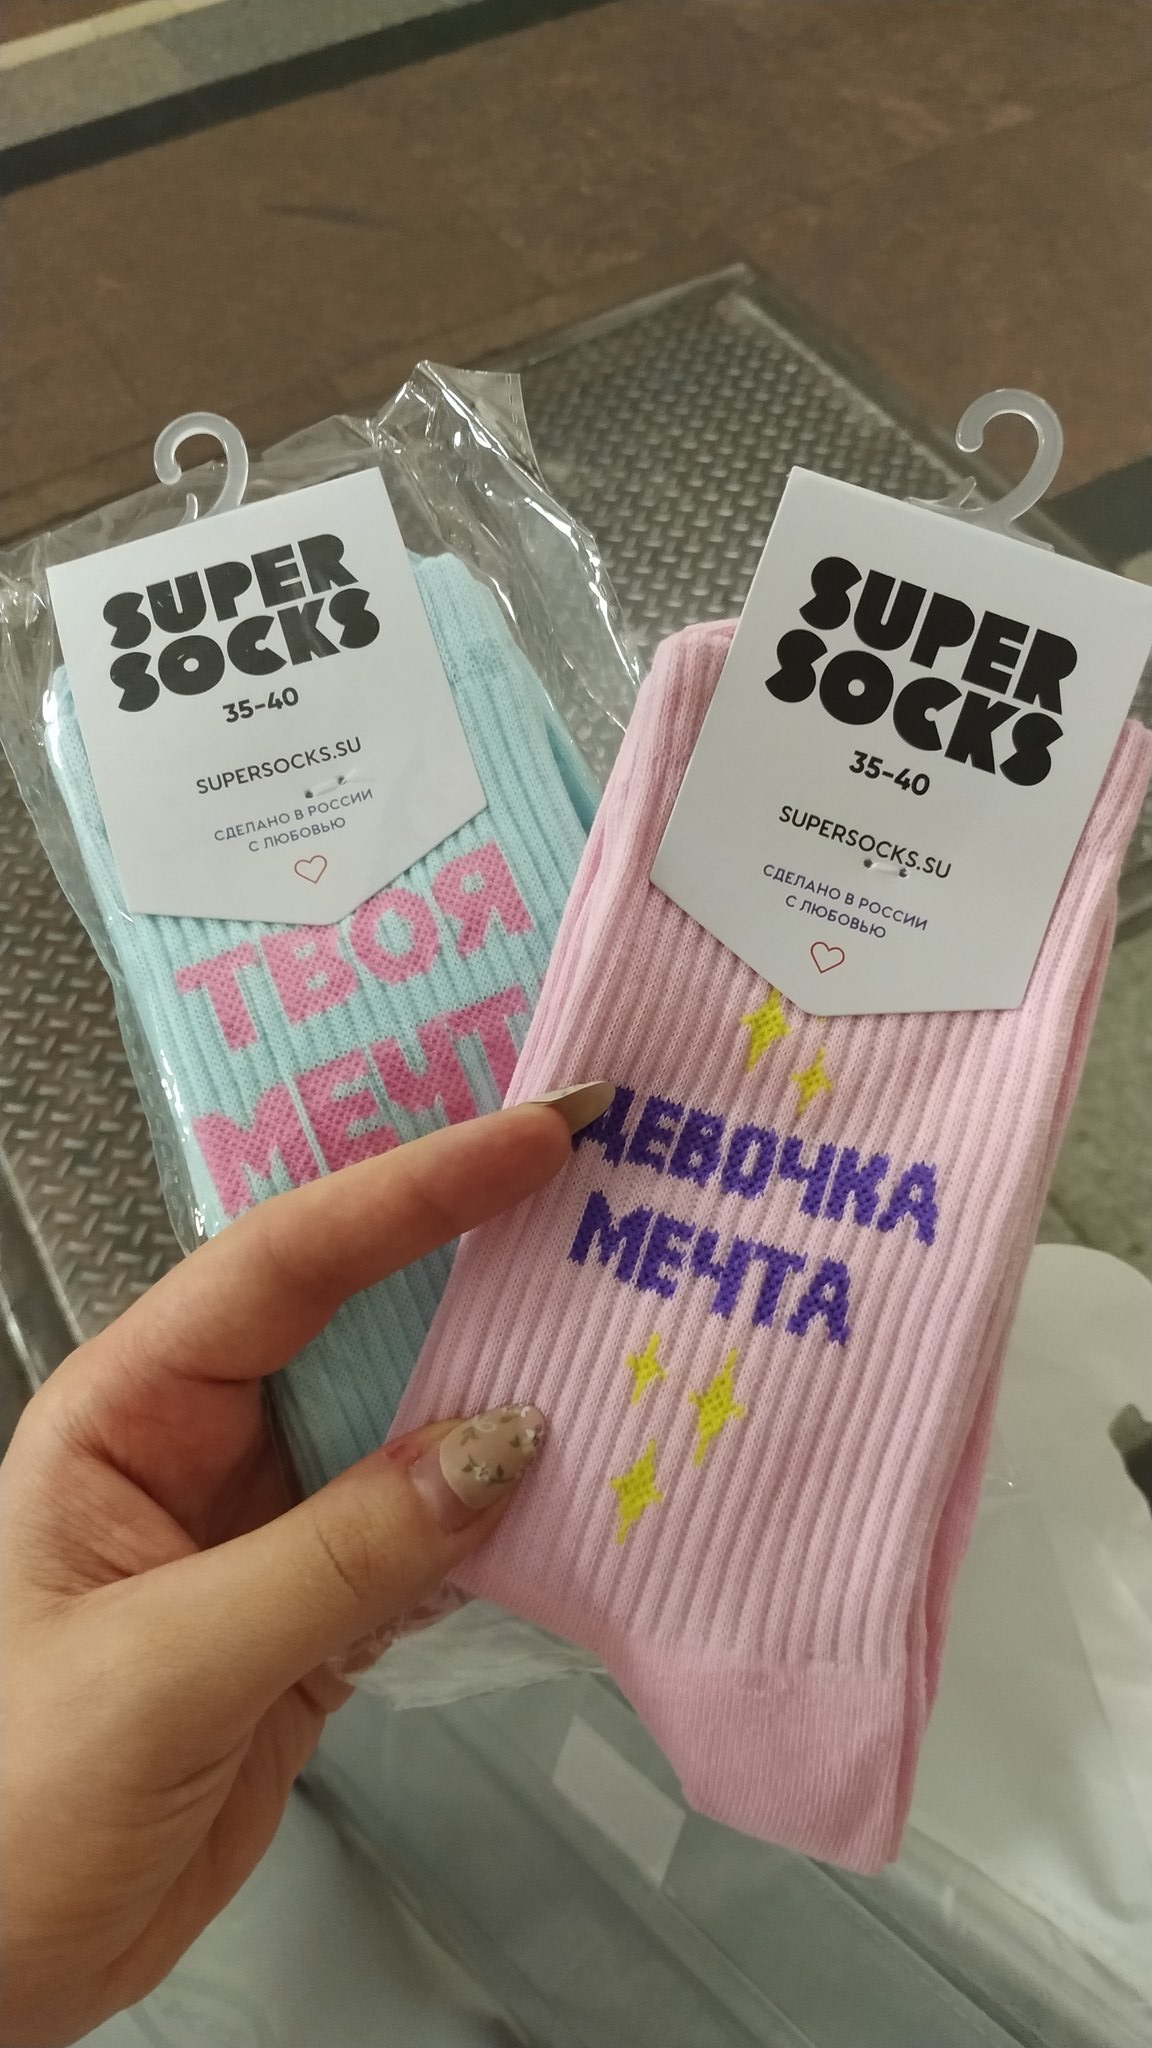 SUPER
SOCKS
35-40
SUPERSOCKS.SU
СДЕЛАНО В РОССИИ
С ЛЮБОВЬЮ
ТВОЯ
МЕЧТ
SUPER
SOCKS
35-40
SUPERSOCKS.SU
СДЕЛАНО В РОССИИ
С ЛЮБОВЬЮ
ДЕВОЧКА
МЕЧТА